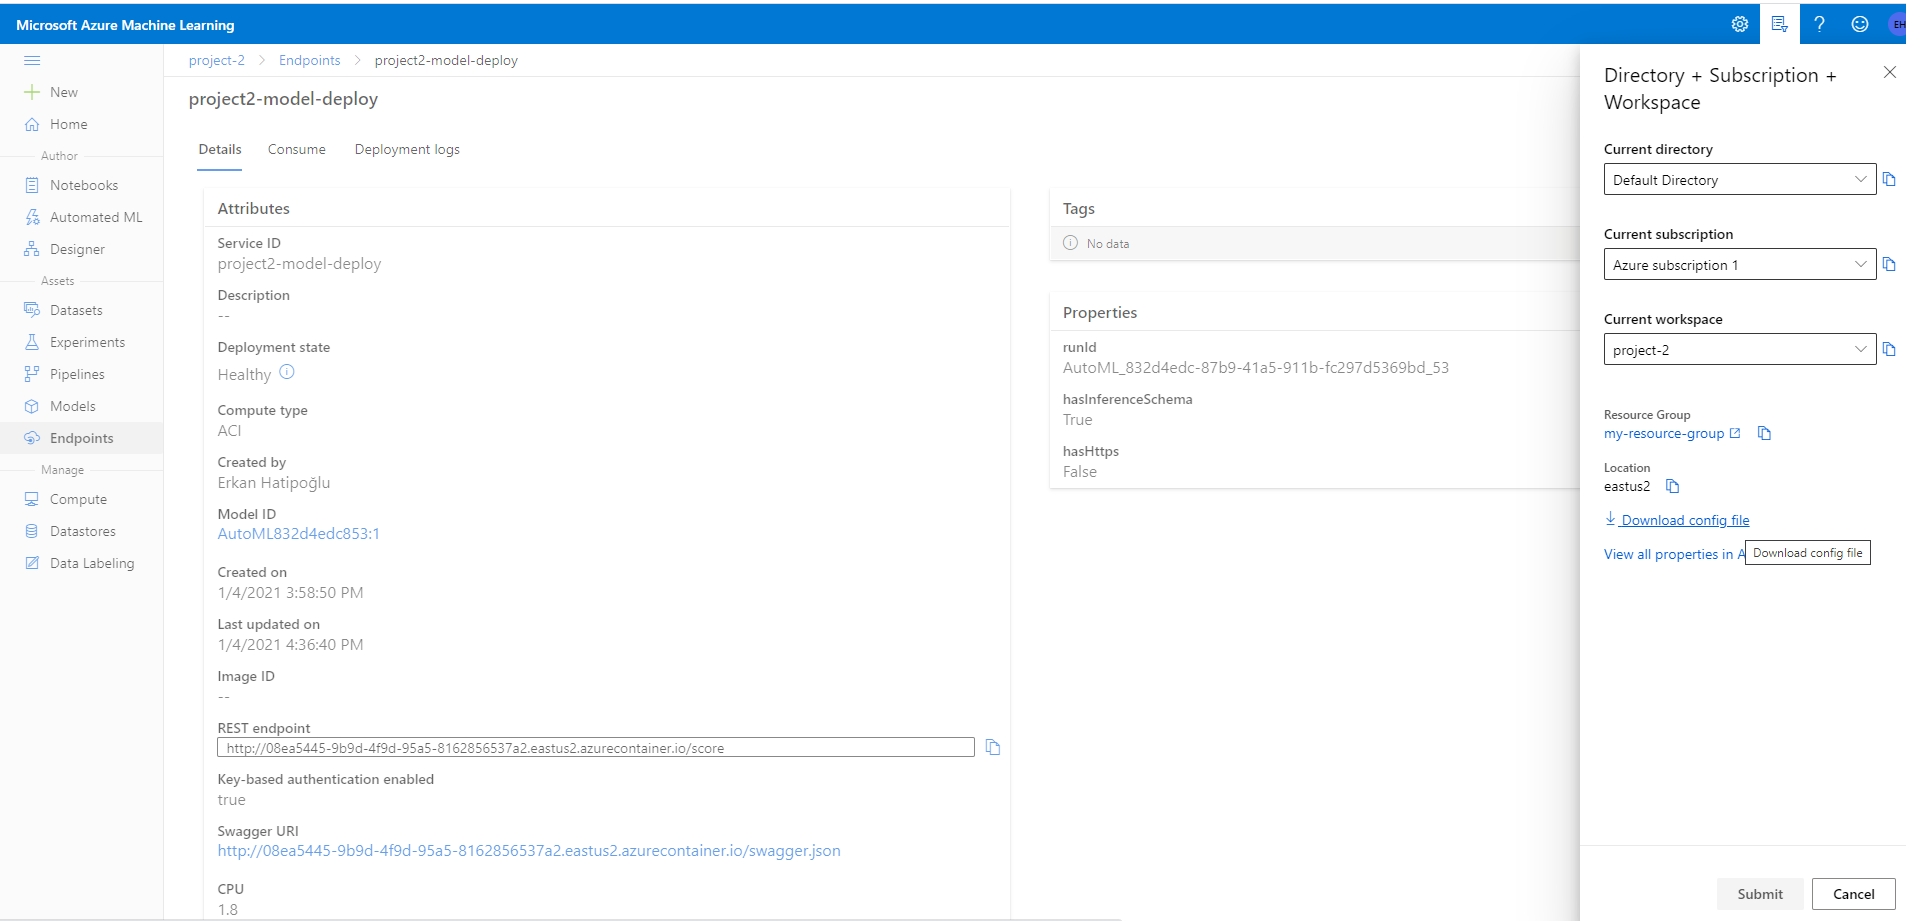 Microsoft Azure Machine Learning
EH
New
Home
Author
Notebooks
Automated ML
Designer
Assets
Datasets
Experiments
Pipelines
Models
Endpoints
Manage
Compute
Datastores
Data Labeling
project-2 > Endpoints > project2-model-deploy
project2-model-deploy
Details Consume Deployment logs
Attributes
Service ID
project2-model-deploy
Description
--
Deployment state
Healthy
Compute type
ACI
Created by
Erkan Hatipoğlu
Model ID
AutoML832d4edc853:1
Created on
1/4/2021 3:58:50 PM
Last updated on
1/4/2021 4:36:40 PM
Image ID
--
REST endpoint
http://08ea5445-9b9d-4f9d-95a5-8162856537a2.eastus2.azurecontainer.io/score
Key-based authentication enabled
true
Swagger URI
http://08ea5445-9b9d-4f9d-95a5-8162856537a2.eastus2.azurecontainer.io/swagger.json
CPU
1.8
Tags
No data
Properties
runId
AutoML_832d4edc-87b9-41a5-911b-fc297d5369bd_53
hasInferenceSchema
True
hasHttps
False
Directory + Subscription +
Workspace
Current directory
Default Directory
Current subscription
Azure subscription 1
Current workspace
project-2
Resource Group
my-resource-group
Location
eastus2
Download config file
View all properties in A
Download config file
Submit Cancel